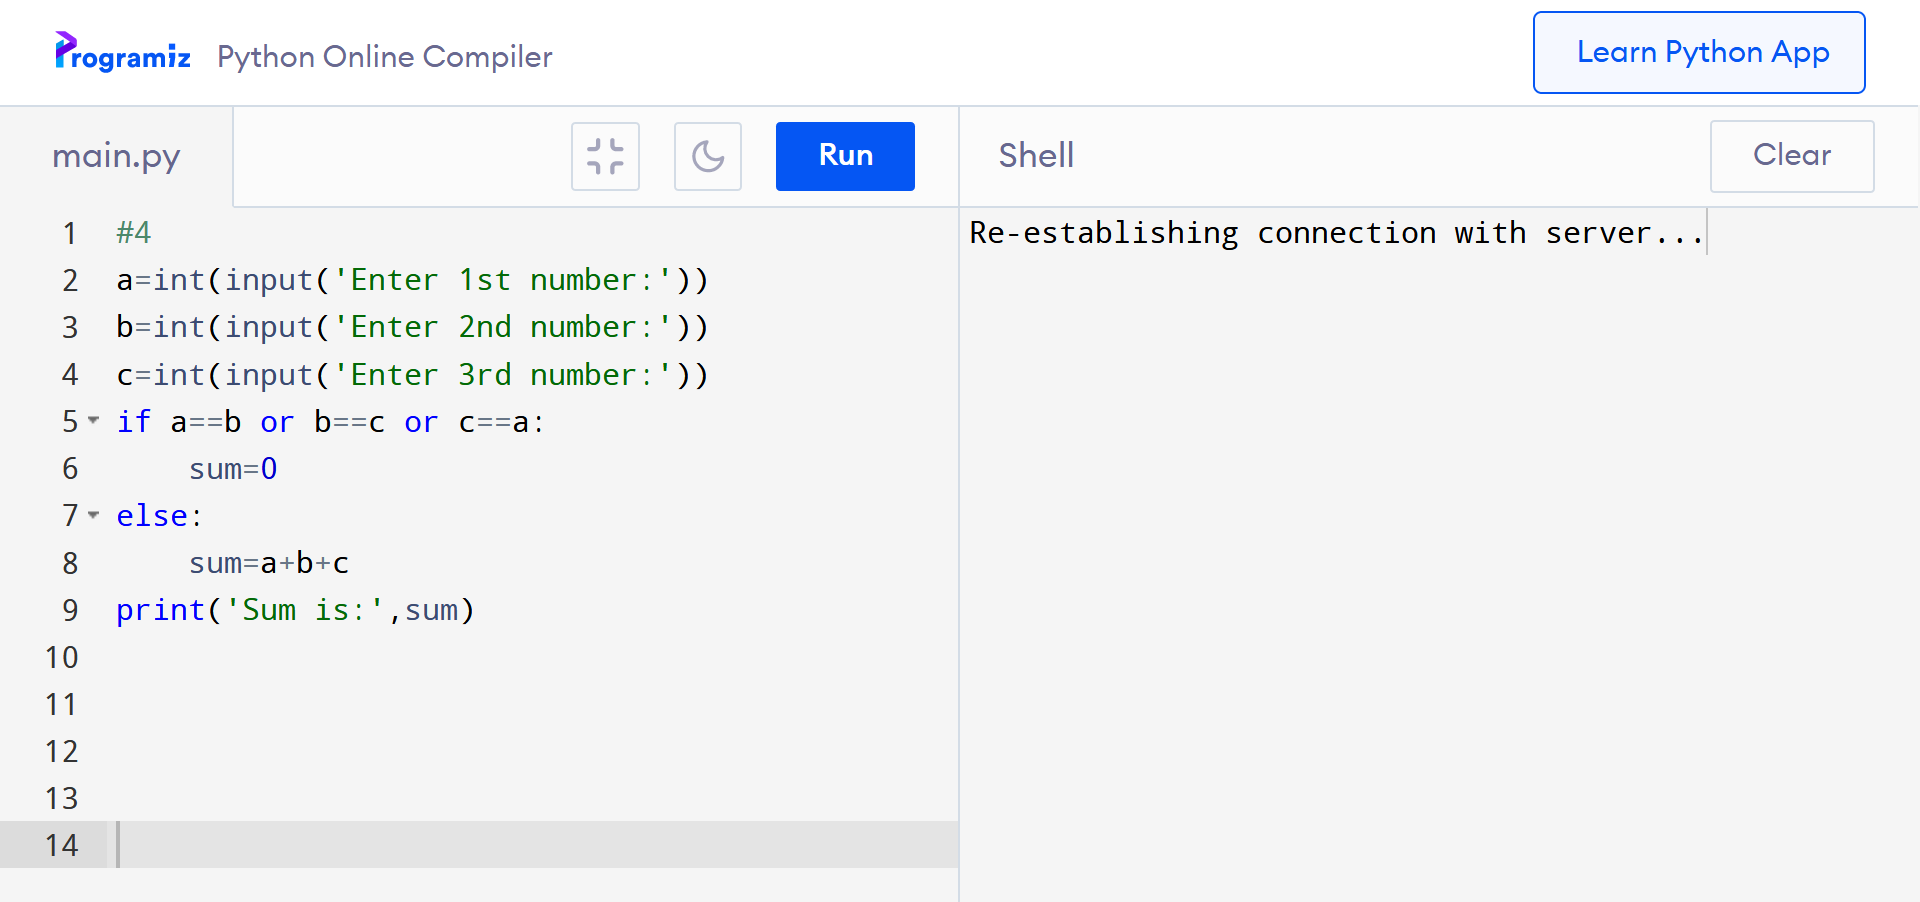 Programiz Python Online Compiler
Learn Python App
main.py
Run
Shell
Clear
1 #4
2 a=int(input('Enter 1st number:'))
3 b=int(input('Enter 2nd number:'))
4 c=int(input('Enter 3rd number:'))
5 if a==b or b==c or c==a:
6     sum=0
7 else:
8     sum=a+b+c
9 print('Sum is:',sum)
10
11
12
13
14
Re-establishing connection with server...